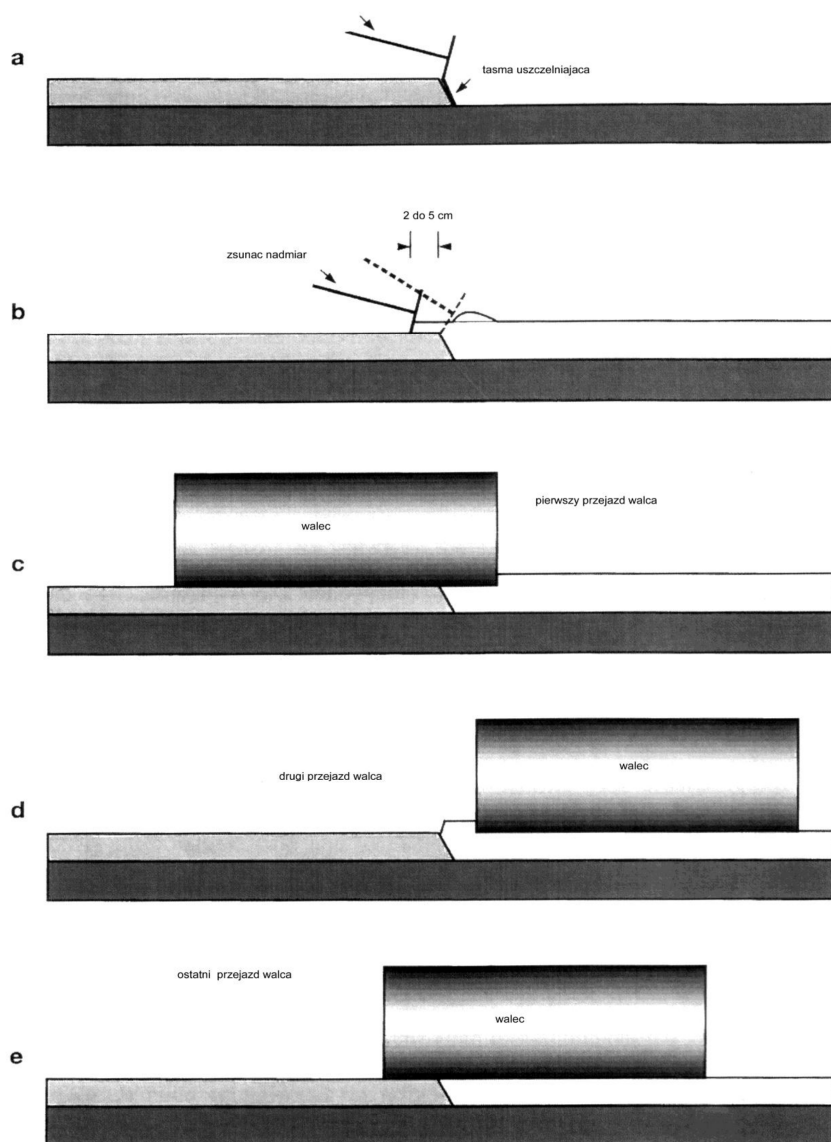 a
tasma uszczelniajaca
2 do 5 cm
zsunac nadmiar
b
pierwszy przejazd walca
walec
c
walec
drugi przejazd walca
d
ostatni przejazd walca
walec
e